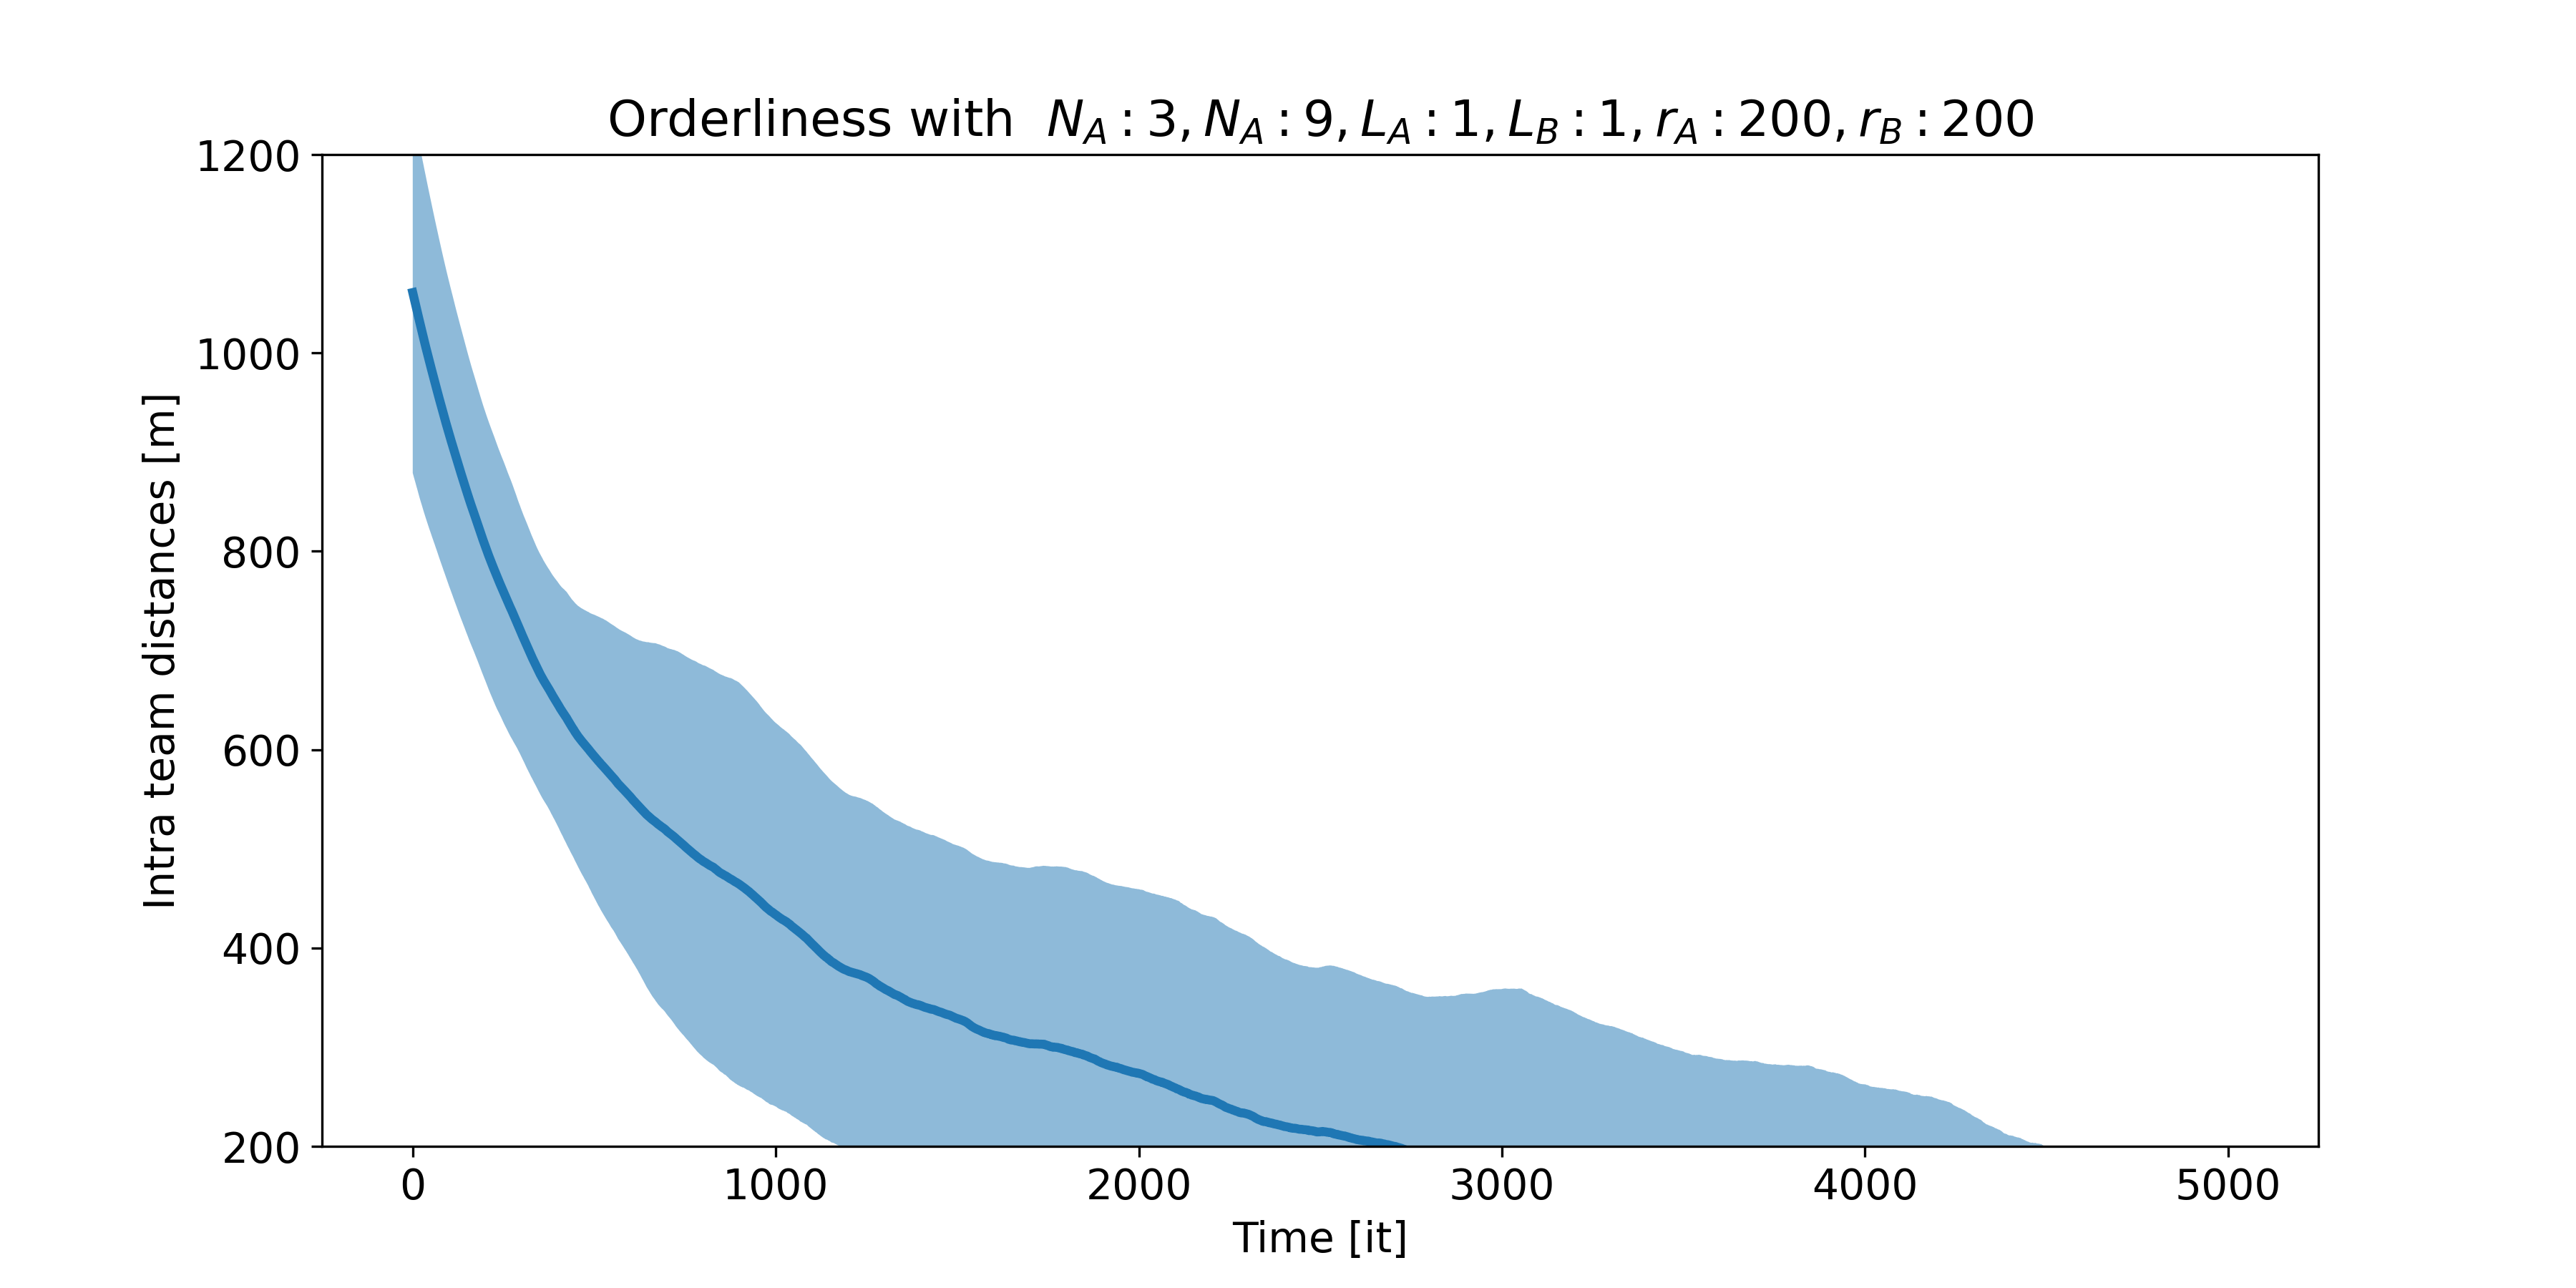 Orderliness with N_A : 3, N_A : 9, L_A : 1, L_B : 1, r_A : 200, r_B : 200
Intra team distances [m]
1200
1000
800
600
400
200
0 1000 2000 3000 4000 5000
Time [it]